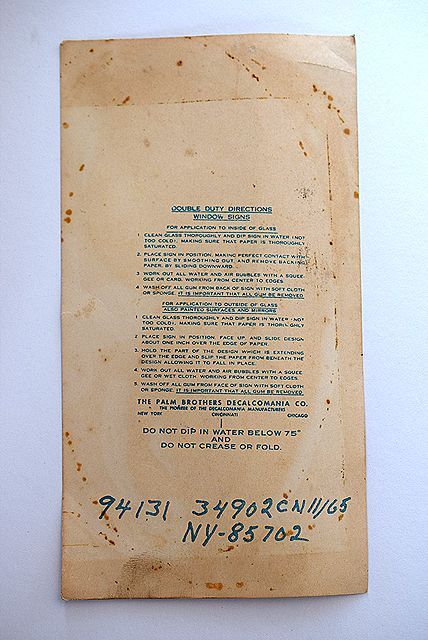 DOUBLE DUTY DIRECTIONS
WINDOW SIGNS
FOR APPLICATION TO INSIDE OF GLASS
1 CLEAN GLASS THOROUGHLY AND DIP SIGN IN WATER (NOT
TOO COLD), MAKING SURE THAT PAPER IS THOROUGHLY
SATURATED.
2. PLACE SIGN IN POSITION, MAKING PERFECT CONTACT WITH
SURFACE BY SMOOTHING OUT AND REMOVE BACKING
PAPER, BY SLIDING DOWNWARD.
3 WORK OUT ALL WATER AND AIR BUBBLES WITH A SQUEE-
GEE OR CARD, WORKING FROM CENTER TO EDGES
4 WASH OFF ALL GUM FROM BACK OF SIGN WITH SOFT CLOTH
OR SPONGE. IT IS IMPORTANT THAT ALL GUM BE REMOVED.
FOR APPLICATION TO OUTSIDE OF GLASS
ALSO PAINTED SURFACES AND MIRRORS
1 CLEAN GLASS THOROUGHLY AND DIP SIGN IN WATER (NOT
TOO COLD), MAKING SURE THAT PAPER IS THOROUGHLY
SATURATED.
2 PLACE SIGN IN POSITION, FACE UP, AND SLIDE DESIGN
ABOUT ONE INCH OVER THE EDGE OF PAPER.
3. HOLD THE PART OF THE DESIGN WHICH IS EXTENDING
OVER THE EDGE AND SLIP THE PAPER FROM BENEATH THE
DESIGN ALLOWING IT TO FALL IN PLACE.
4. WORK OUT ALL WATER AND AIR BUBBLES WITH A SQUEE
GEE OR WET CLOTH, WORKING FROM CENTER TO EDGES.
5. WASH OFF ALL GUM FROM FACE OF SIGN WITH SOFT CLOTH
OR SPONGE. IT IS IMPORTANT THAT ALL GUM BE REMOVED.
THE PALM BROTHERS DECALCOMANIA CO.
THE PIONEER OF THE DECALCOMANIA MANUFACTURERS
NEW YORK CINCINNATI CHICAGO
DO NOT DIP IN WATER BELOW 75°
AND
DO NOT CREASE OR FOLD.
94131 34902CN11/65
NY-85702